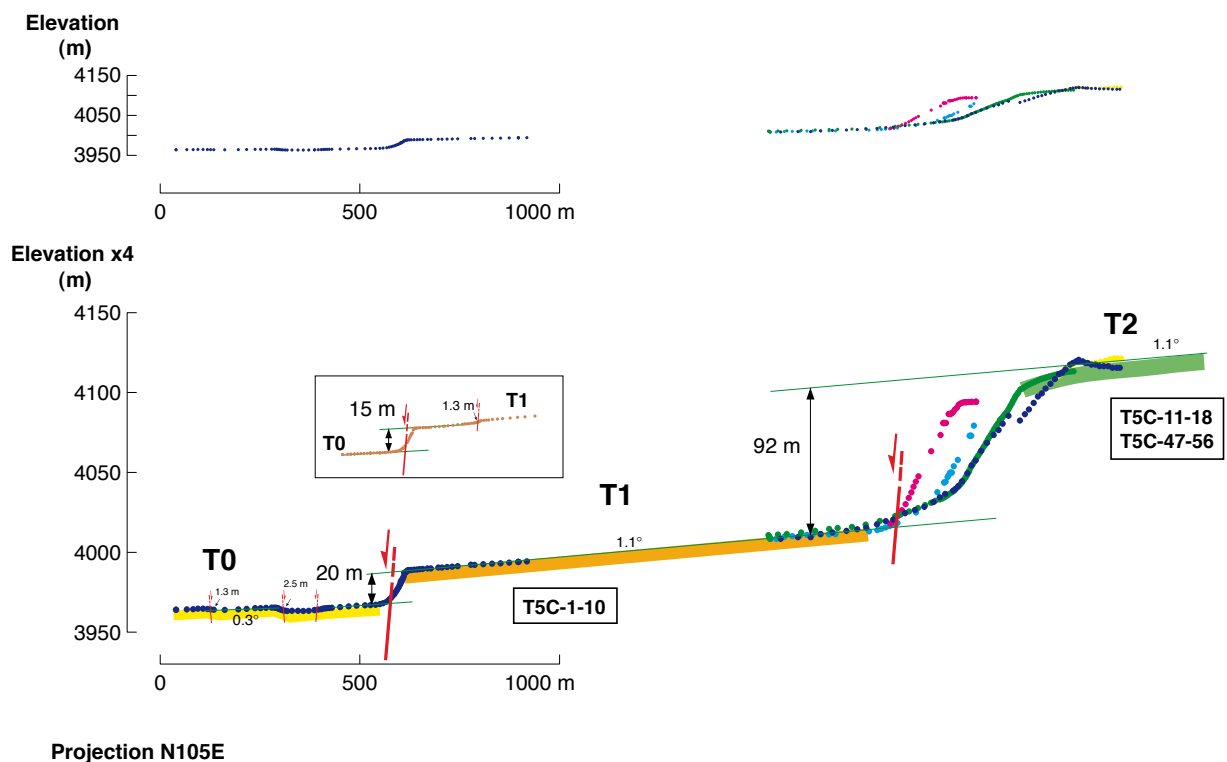 Elevation
(m)
4150
4050
3950
0
500
1000 m
Elevation x4
(m)
4150
4100
4050
4000
3950
T2
1.1°
T5C-11-18
T5C-47-56
92 m
T1
1.3 m
15 m
T0
T1
1.1°
T0
20 m
1.3 m
2.5 m
0.3°
T5C-1-10
0
500
1000 m
Projection N105E